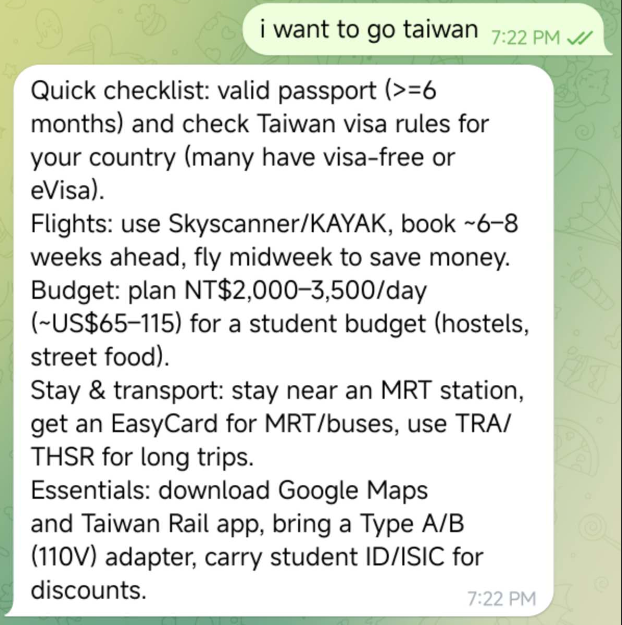 i want to go taiwan 7:22 PM
Quick checklist: valid passport (>=6
months) and check Taiwan visa rules for
your country (many have visa-free or
eVisa).
Flights: use Skyscanner/KAYAK, book ~6–8
weeks ahead, fly midweek to save money.
Budget: plan NT$2,000–3,500/day
(~US$65–115) for a student budget (hostels,
street food).
Stay & transport: stay near an MRT station,
get an EasyCard for MRT/buses, use TRA/
THSR for long trips.
Essentials: download Google Maps
and Taiwan Rail app, bring a Type A/B
(110V) adapter, carry student ID/ISIC for
discounts.
7:22 PM